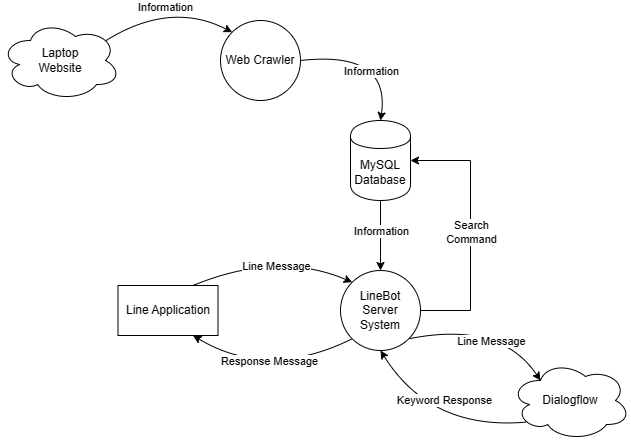 Information
Laptop
Website
Web Crawler
Information
MySQL
Database
Information
Search
Command
Line Message
Line Application
LineBot
Server
System
Response Message
Line Message
Keyword Response
Dialogflow